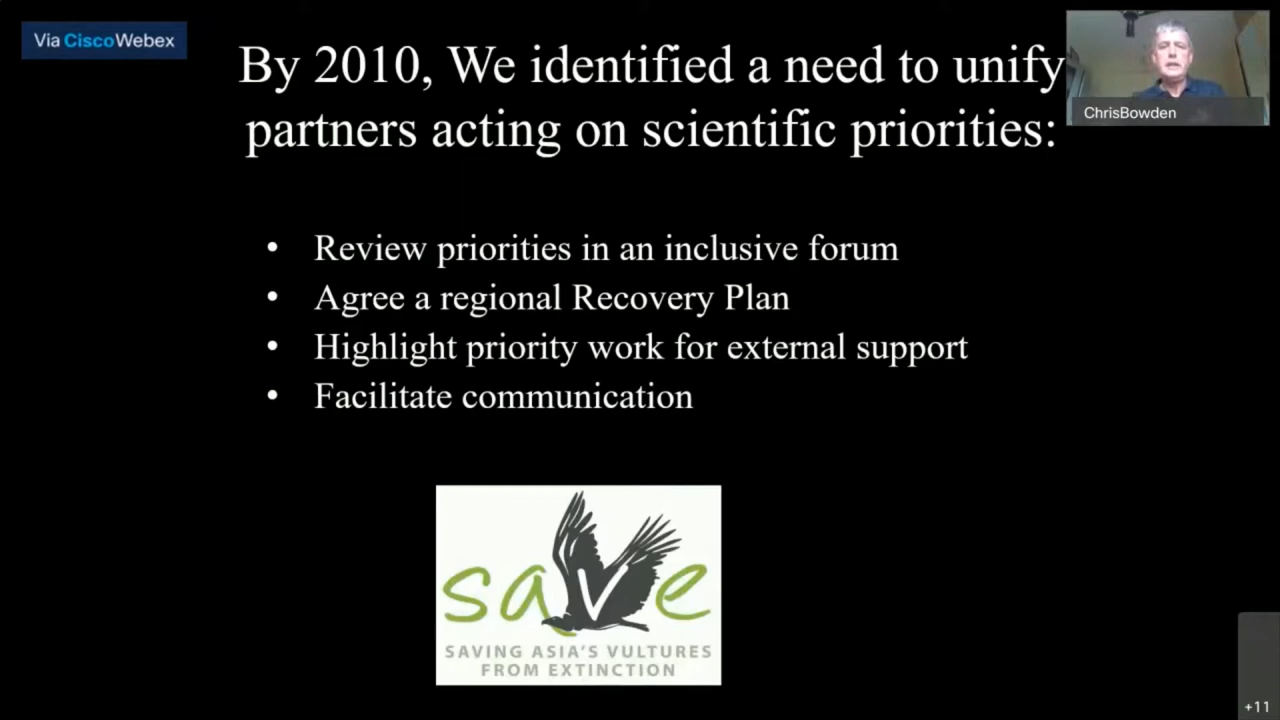 Via Cisco Webex
By 2010, We identified a need to unify
partners acting on scientific priorities:
ChrisBowden
• Review priorities in an inclusive forum
• Agree a regional Recovery Plan
• Highlight priority work for external support
• Facilitate communication
save
SAVING ASIA'S VULTURES
FROM EXTINCTION
+11